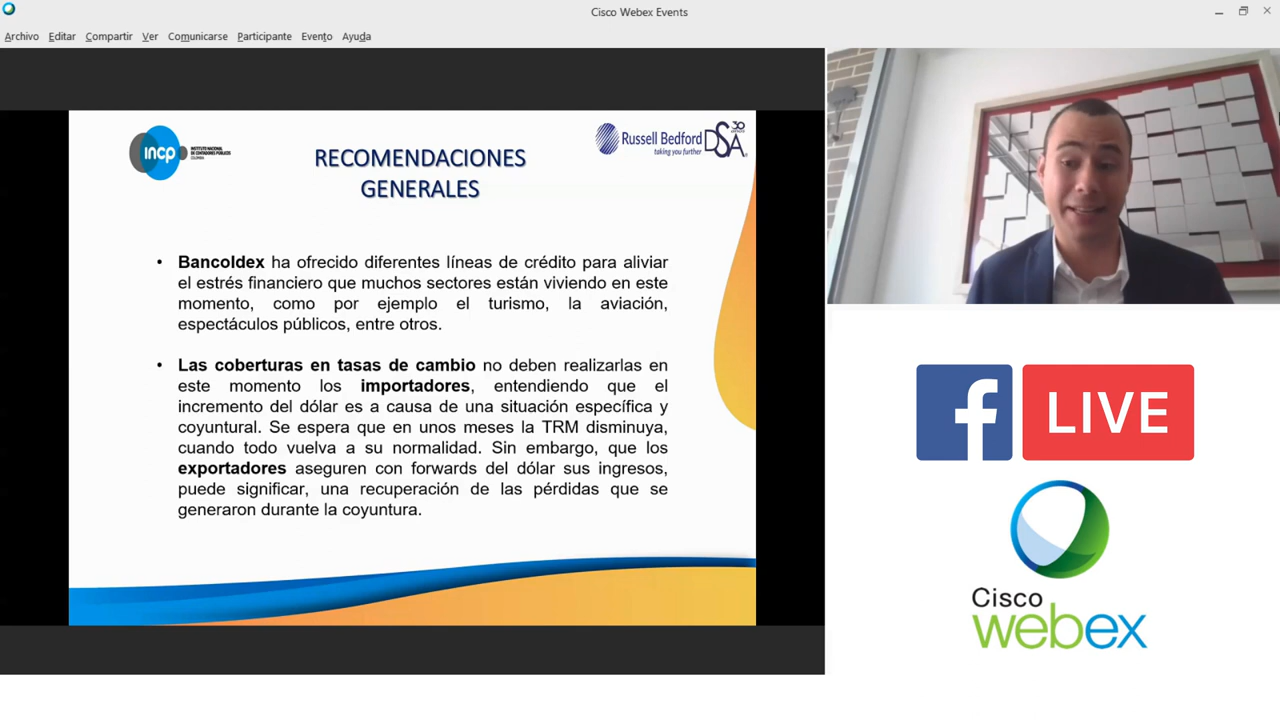 Cisco Webex Events
Archivo Editar Compartir Ver Comunicarse Participante Evento Ayuda
incp INSTITUTO NACIONAL
DE CONTADORES PÚBLICOS
COLOMBIA
Russell Bedford
taking you further
DSA
30
RECOMENDACIONES
GENERALES
• Bancoldex ha ofrecido diferentes líneas de crédito para aliviar
el estrés financiero que muchos sectores están viviendo en este
momento, como por ejemplo el turismo, la aviación,
espectáculos públicos, entre otros.
• Las coberturas en tasas de cambio no deben realizarlas en
este momento los importadores, entendiendo que el
incremento del dólar es a causa de una situación específica y
coyuntural. Se espera que en unos meses la TRM disminuya,
cuando todo vuelva a su normalidad. Sin embargo, que los
exportadores aseguren con forwards del dólar sus ingresos,
puede significar, una recuperación de las pérdidas que se
generaron durante la coyuntura.
f LIVE
Cisco
webex